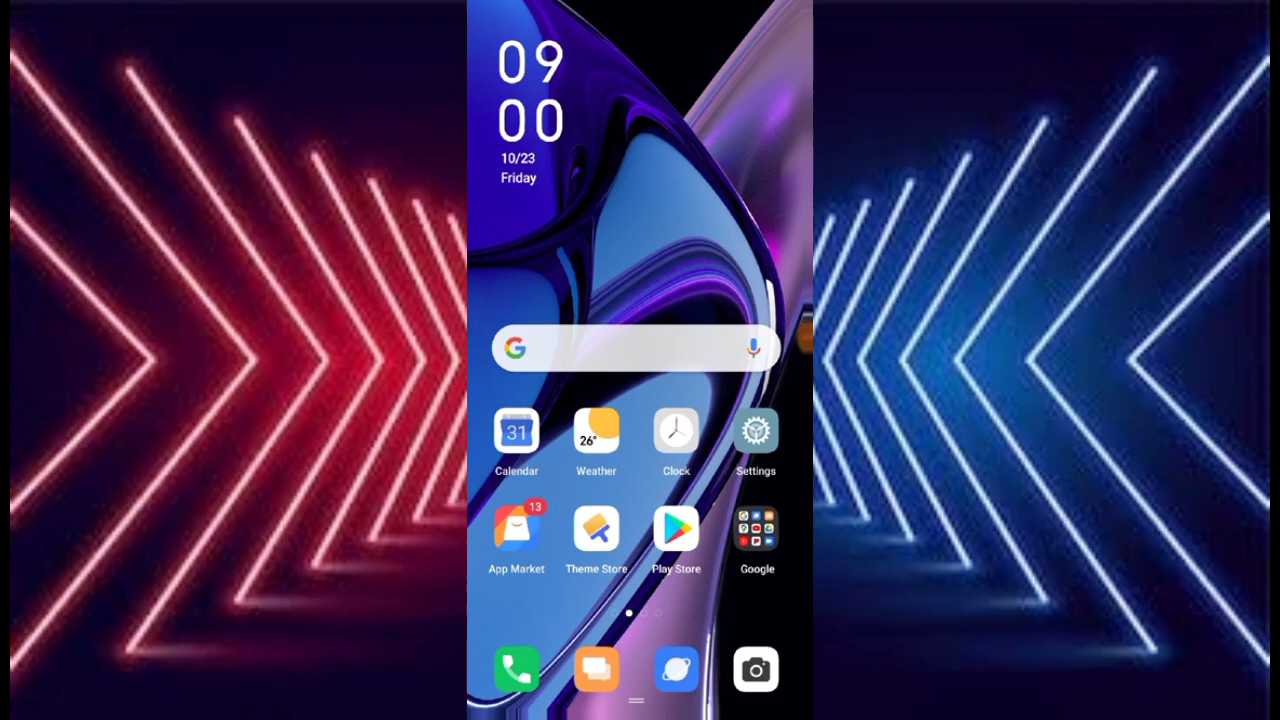 09
00
10/23
Friday
G
31
26°
Calendar
Weather
Clock
Settings
13
App Market
Theme Store
Play Store
Google